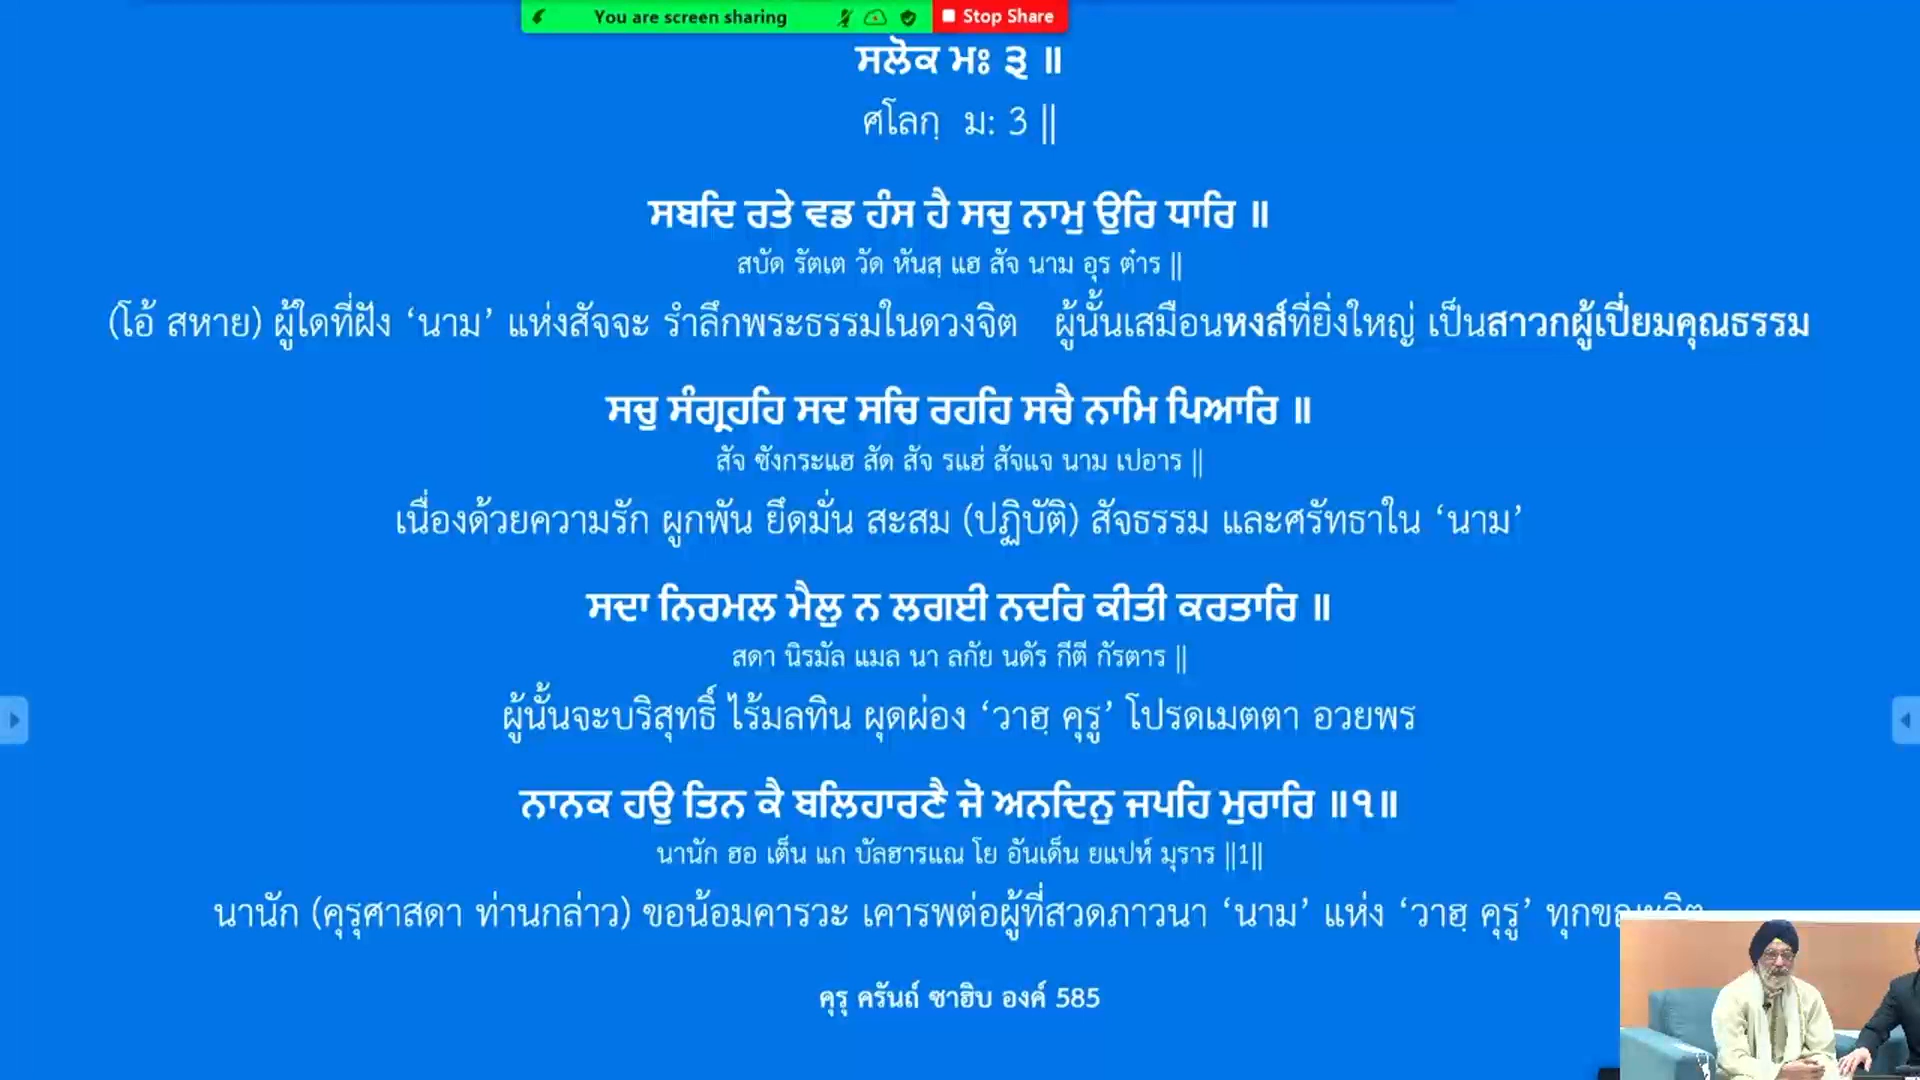 You are screen sharing Stop Share
ਸਲੋਕ ਮਃ ੩ ॥
ศโลกฺ ม: 3 ||
ਸਬਦਿ ਰਤੇ ਵਡ ਹੰਸ ਹੈ ਸਚੁ ਨਾਮੁ ਉਰਿ ਧਾਰਿ ॥
สบัด รัตเต วัด หันสฺ แฮ สัจ นาม อุร ต๋าร ||
(โอ้ สหาย) ผู้ใดที่ฝัง ‘นาม’ แห่งสัจจะ รำลึกพระธรรมในดวงจิต ผู้นั้นเสมือนหงส์ที่ยิ่งใหญ่ เป็นสาวกผู้เปี่ยมคุณธรรม
ਸਚੁ ਸੰਗ੍ਰਹਹਿ ਸਦ ਸਚਿ ਰਹਹਿ ਸਚੈ ਨਾਮਿ ਪਿਆਰਿ ॥
สัจ ซังกระแฮ สัด สัจ รแฮ่ สัจแจ นาม เปอาร ||
เนื่องด้วยความรัก ผูกพัน ยึดมั่น สะสม (ปฏิบัติ) สัจธรรม และศรัทธาใน ‘นาม’
ਸਦਾ ਨਿਰਮਲ ਮੈਲੁ ਨ ਲਗਈ ਨਦਰਿ ਕੀਤੀ ਕਰਤਾਰਿ ॥
สดา นิรมัล แมล นา ลกัย นดัร กีตี กัรตาร ||
ผู้นั้นจะบริสุทธิ์ ไร้มลทิน ผุดผ่อง ‘วาฮฺ คุรู’ โปรดเมตตา อวยพร
ਨਾਨਕ ਹਉ ਤਿਨ ਕੈ ਬਲਿਹਾਰਣੈ ਜੋ ਅਨਦਿਨੁ ਜਪਹਿ ਮੁਰਾਰਿ ॥੧॥
นานัก ฮอ เต็น แก บัลฮารแณ โย อันเด็น ยแปห์ มุราร ||1||
นานัก (คุรุศาสดา ท่านกล่าว) ขอน้อมคารวะ เคารพต่อผู้ที่สวดภาวนา ‘นาม’ แห่ง ‘วาฮฺ คุรู’
คุรุ ครันถ์ ซาฮิบ องค์ 585